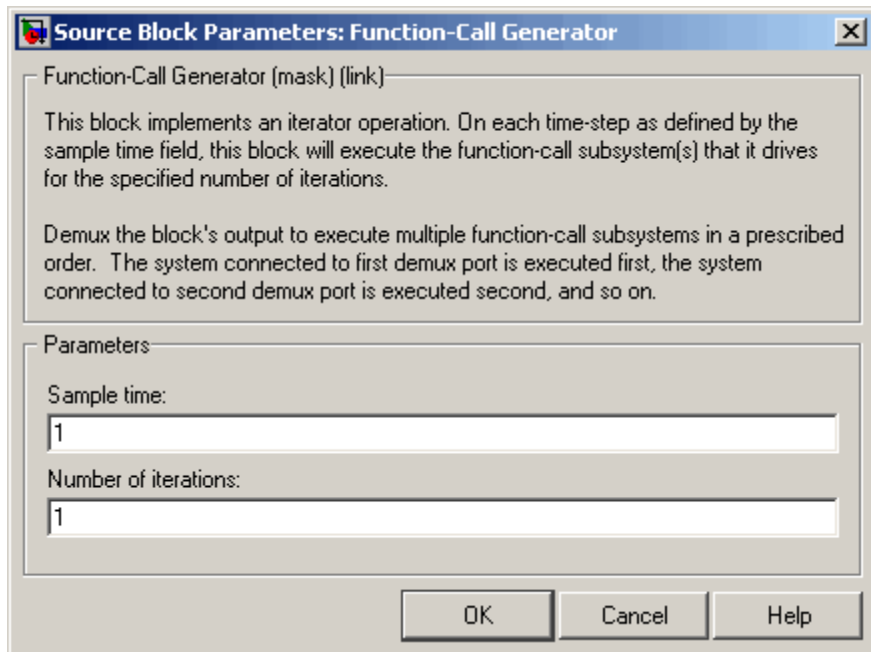 Source Block Parameters: Function-Call Generator
Function-Call Generator (mask) (link)
This block implements an iterator operation. On each time-step as defined by the
sample time field, this block will execute the function-call subsystem(s) that it drives
for the specified number of iterations.
Demux the block's output to execute multiple function-call subsystems in a prescribed
order.  The system connected to first demux port is executed first, the system
connected to second demux port is executed second, and so on.
Parameters
Sample time:
1
Number of iterations:
1
OK
Cancel
Help